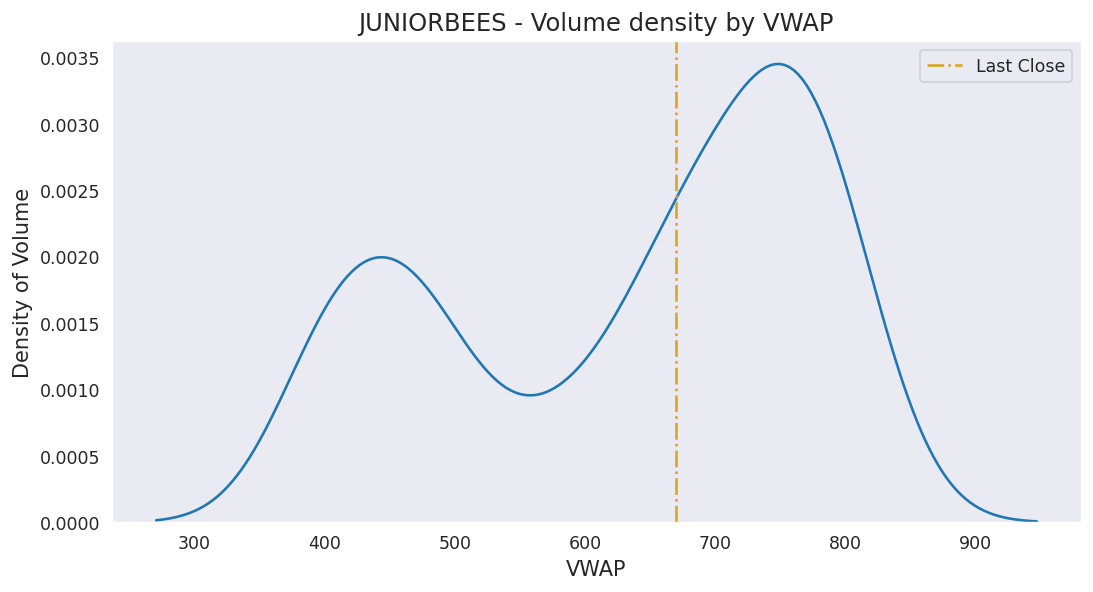 JUNIORBEES - Volume density by VWAP
Last Close
Density of Volume
0.0035
0.0030
0.0025
0.0020
0.0015
0.0010
0.0005
0.0000
300 400 500 600 700 800 900
VWAP